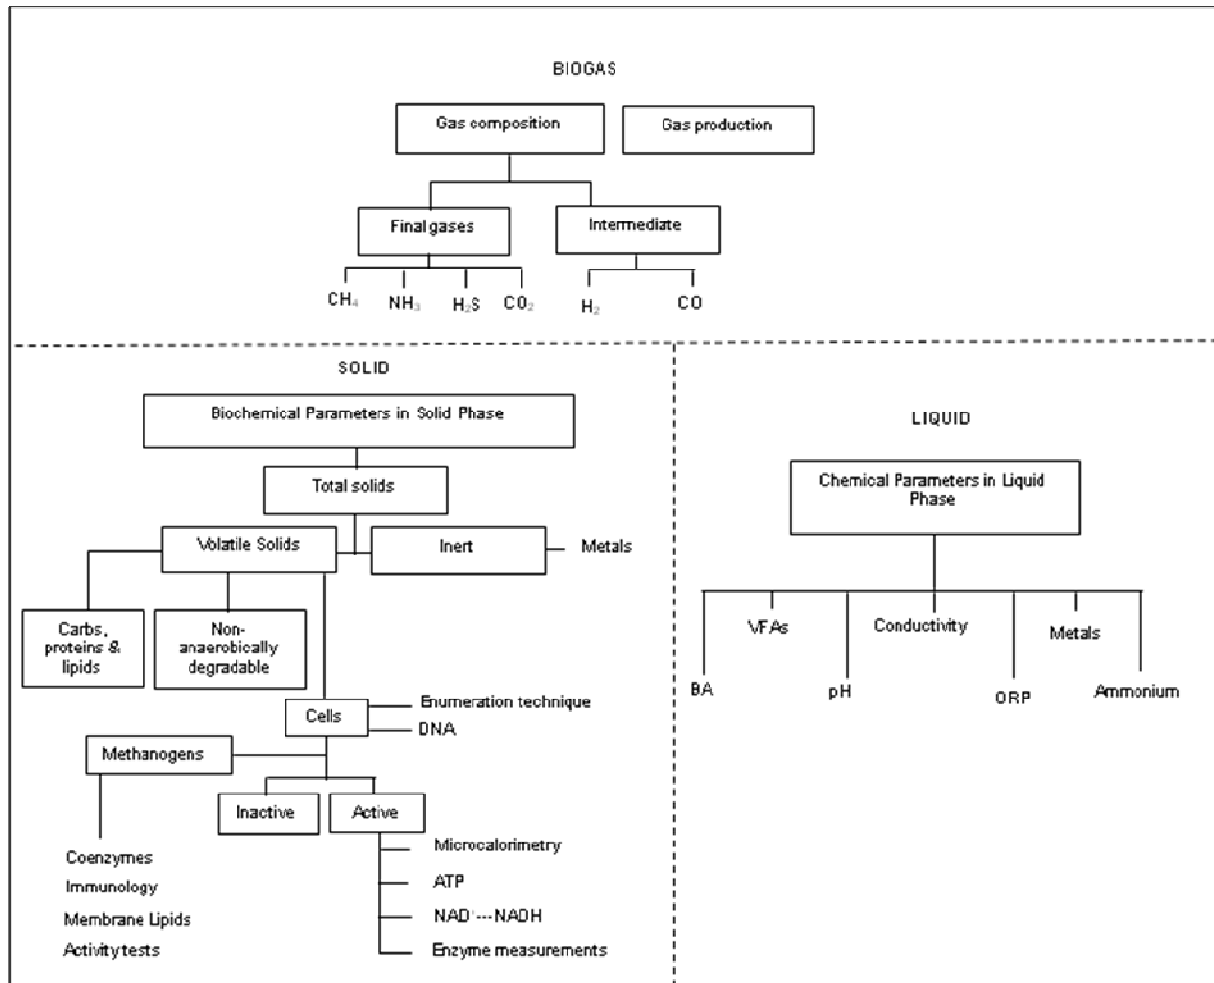 BIOGAS
Gas composition
Gas production
Final gases
Intermediate
CH₄
NH₃
H₂S
CO₂
H₂
CO
SOLID
Biochemical Parameters in Solid Phase
Total solids
Volatile Solids
Inert
Metals
Carbs,
proteins &
lipids
Non-
anaerobically
degradable
Cells
Enumeration technique
DNA
Methanogens
Inactive
Active
Coenzymes
Immunology
Membrane Lipids
Activity tests
Microcalorimetry
ATP
NAD⁺---NADH
Enzyme measurements
LIQUID
Chemical Parameters in Liquid
Phase
BA
VFAs
pH
Conductivity
ORP
Metals
Ammonium